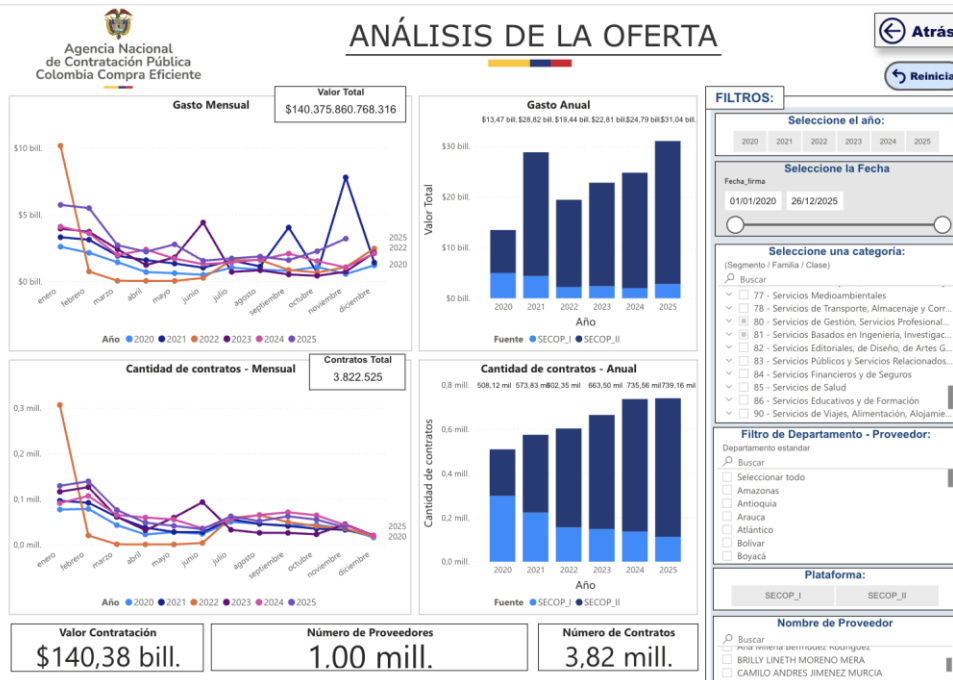 Agencia Nacional
de Contratación Pública
Colombia Compra Eficiente
ANÁLISIS DE LA OFERTA
Atrás
Reinicia
Gasto Mensual
Valor Total
$140.375.860.768.316
$10 bill.
$5 bill.
$0 bill.
2025
2022
2020
enero
febrero
marzo
abril
mayo
junio
julio
agosto
septiembre
octubre
noviembre
diciembre
Año 2020 2021 2022 2023 2024 2025
Gasto Anual
$13,47 bill. $28,82 bill. $19,44 bill. $22,81 bill. $24,79 bill. $31,04 bill.
Valor Total
$30 bill.
$20 bill.
$10 bill.
$0 bill.
2020 2021 2022 2023 2024 2025
Año
Fuente SECOP_I SECOP_II
Cantidad de contratos - Mensual
Contratos Total
3.822.525
0,3 mill.
0,2 mill.
0,1 mill.
0,0 mill.
2025
2020
enero
febrero
marzo
abril
mayo
junio
julio
agosto
septiembre
octubre
noviembre
diciembre
Año 2020 2021 2022 2023 2024 2025
Cantidad de contratos - Anual
0,8 mill.
508,12 mil 573,83 mil 602,35 mil 663,50 mil 735,56 mil 739,16 mil
Cantidad de contratos
0,6 mill.
0,4 mill.
0,2 mill.
0,0 mill.
2020 2021 2022 2023 2024 2025
Año
Fuente SECOP_I SECOP_II
Valor Contratación
$140,38 bill.
Número de Proveedores
1,00 mill.
Número de Contratos
3,82 mill.
FILTROS:
Seleccione el año:
2020 2021 2022 2023 2024 2025
Seleccione la Fecha
Fecha_firma
01/01/2020 26/12/2025
Seleccione una categoría:
(Segmento / Familia / Clase)
Buscar
77 - Servicios Medioambientales
78 - Servicios de Transporte, Almacenaje y Corr...
80 - Servicios de Gestión, Servicios Profesional...
81 - Servicios Basados en Ingeniería, Investigac...
82 - Servicios Editoriales, de Diseño, de Artes G...
83 - Servicios Públicos y Servicios Relacionados...
84 - Servicios Financieros y de Seguros
85 - Servicios de Salud
86 - Servicios Educativos y de Formación
90 - Servicios de Viajes, Alimentación, Alojamie...
Filtro de Departamento - Proveedor:
Departamento estandar
Buscar
Seleccionar todo
Amazonas
Antioquia
Arauca
Atlántico
Bolívar
Boyacá
Plataforma:
SECOP_I SECOP_II
Nombre de Proveedor
Buscar
Ana Milena Bermudez Rodriguez
BRILLY LINETH MORENO MERA
CAMILO ANDRES JIMENEZ MURCIA